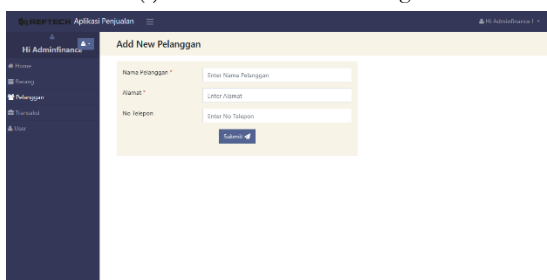 Aplikasi Penjualan
Hi Adminfinance !
Hi Adminfinance
Home
Barang
Pelanggan
Transaksi
User
Add New Pelanggan
Nama Pelanggan *
Enter Nama Pelanggan
Alamat *
Enter Alamat
No Telepon
Enter No Telepon
Submit